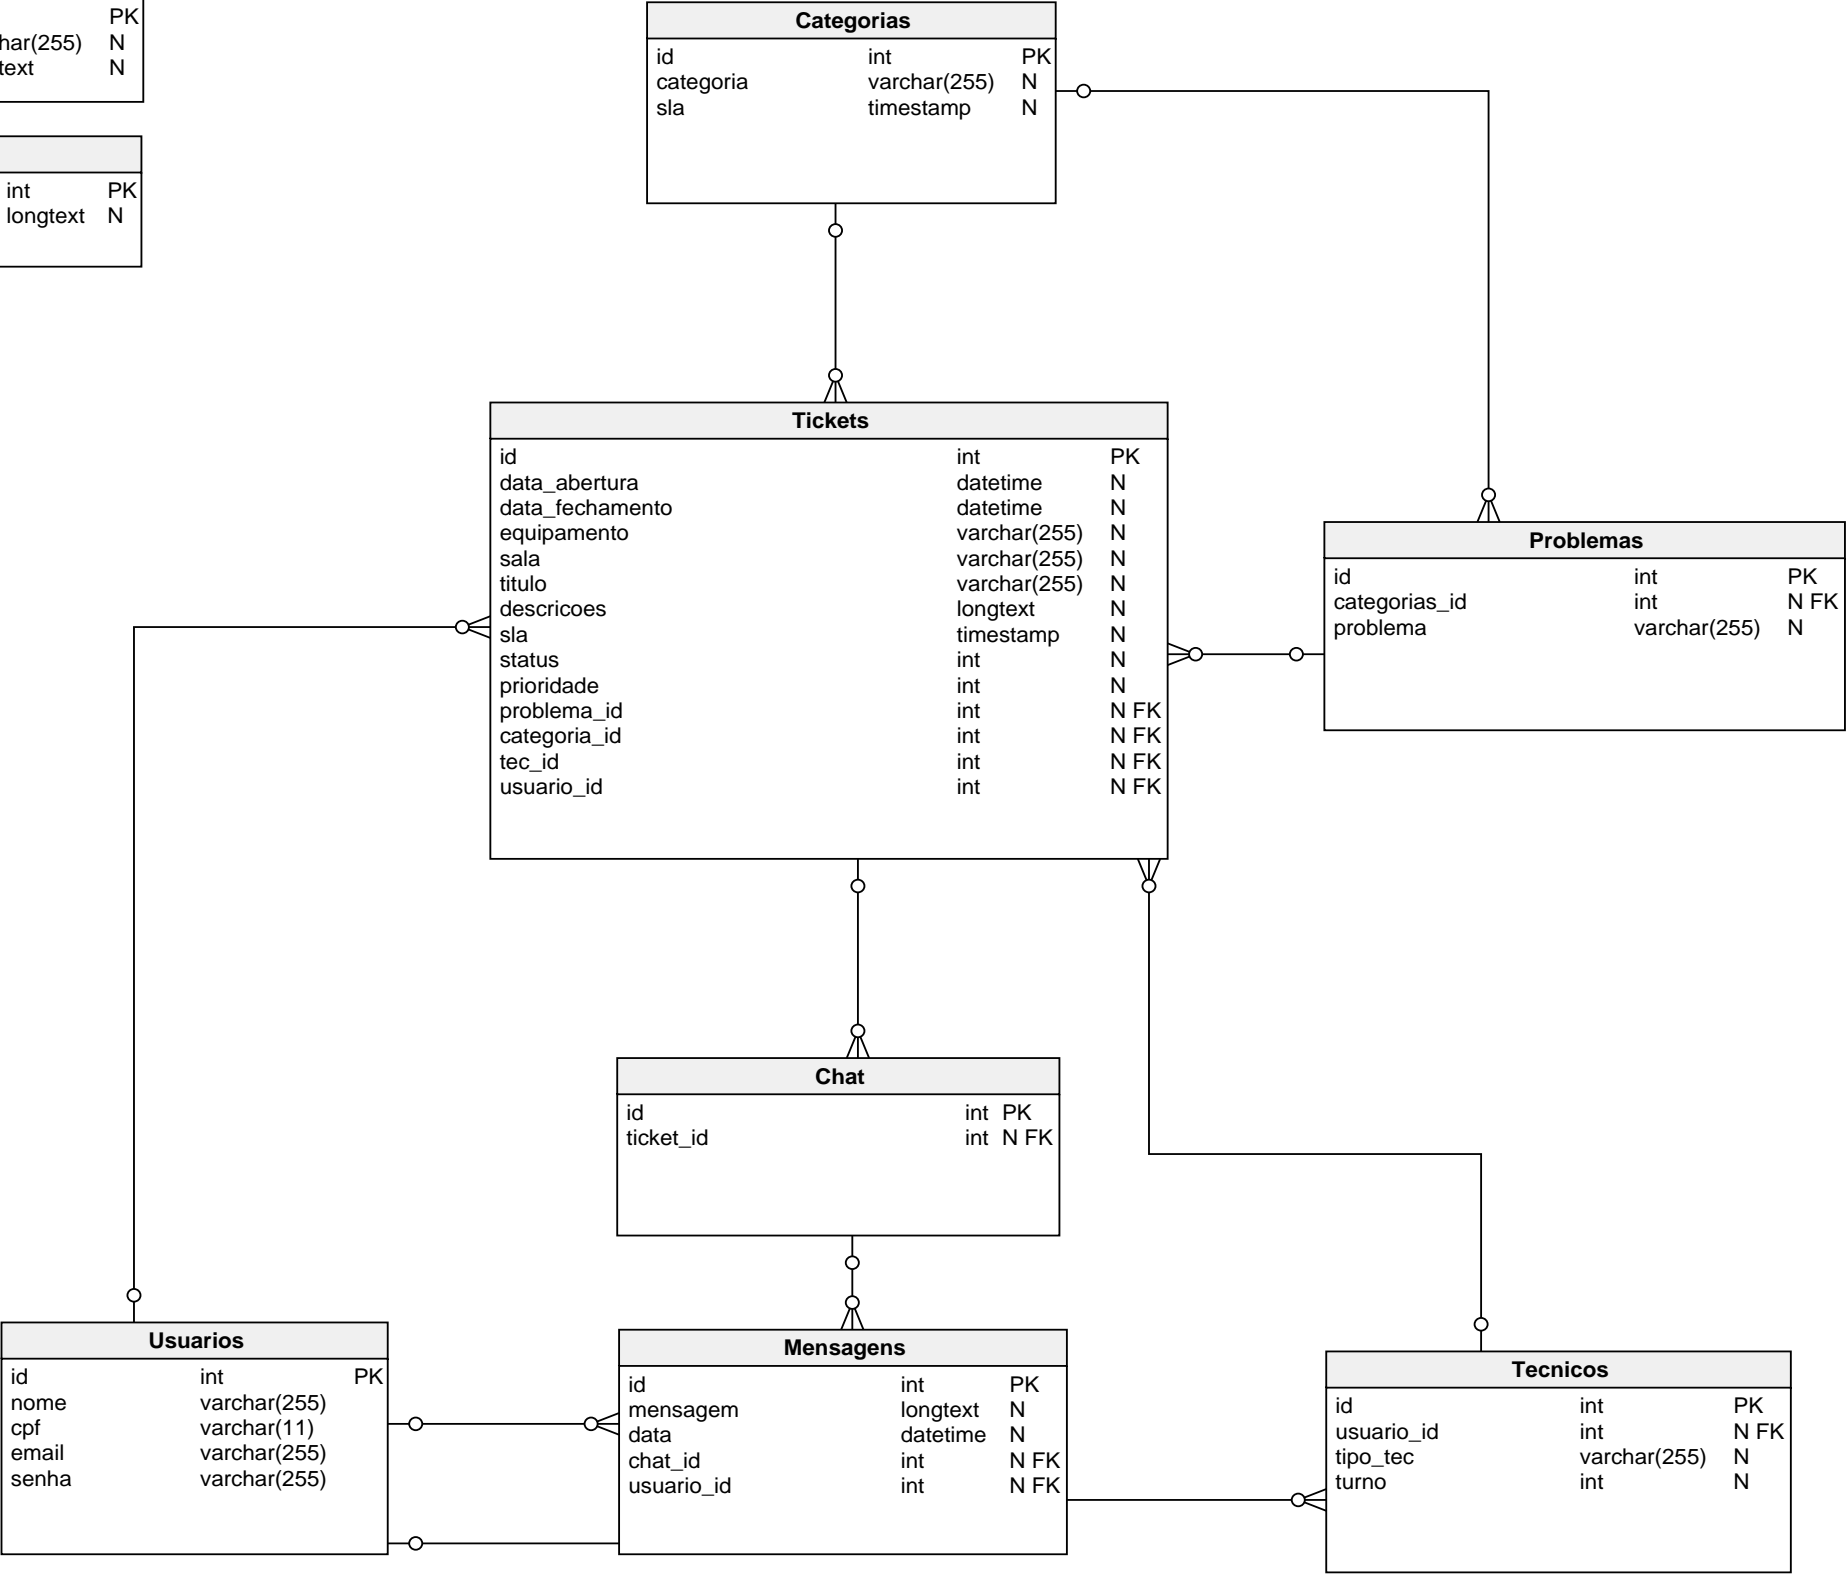 PK
har(255) N
text N
int PK
longtext N
Categorias
id int PK
categoria varchar(255) N
sla timestamp N
Tickets
id int PK
data_abertura datetime N
data_fechamento datetime N
equipamento varchar(255) N
sala varchar(255) N
titulo varchar(255) N
descricoes longtext N
sla timestamp N
status int N
prioridade int N
problema_id int N FK
categoria_id int N FK
tec_id int N FK
usuario_id int N FK
Problemas
id int PK
categorias_id int N FK
problema varchar(255) N
Chat
id int PK
ticket_id int N FK
Usuarios
id int PK
nome varchar(255)
cpf varchar(11)
email varchar(255)
senha varchar(255)
Mensagens
id int PK
mensagem longtext N
data datetime N
chat_id int N FK
usuario_id int N FK
Tecnicos
id int PK
usuario_id int N FK
tipo_tec varchar(255) N
turno int N